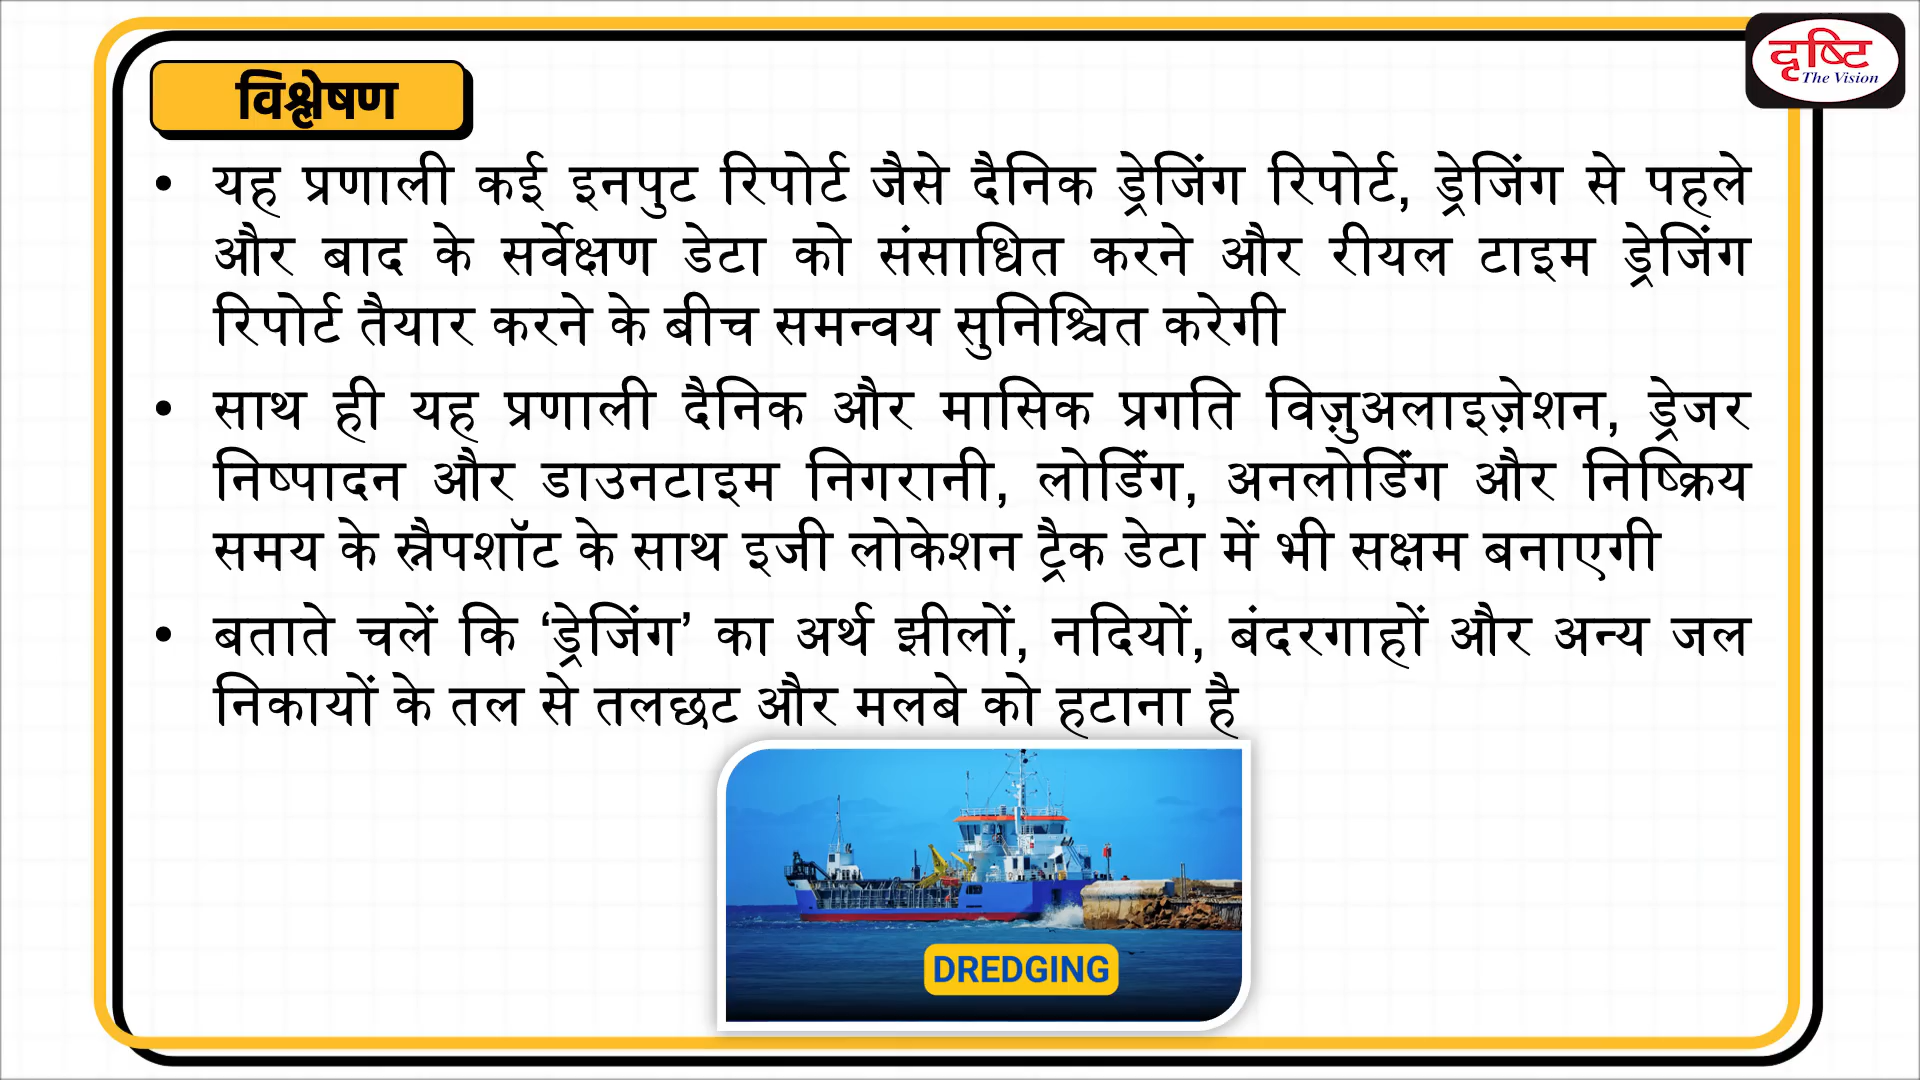 दृष्टि
The Vision
विश्लेषण
• यह प्रणाली कई इनपुट रिपोर्ट जैसे दैनिक ड्रेजिंग रिपोर्ट, ड्रेजिंग से पहले
और बाद के सर्वेक्षण डेटा को संसाधित करने और रीयल टाइम ड्रेजिंग
रिपोर्ट तैयार करने के बीच समन्वय सुनिश्चित करेगी
• साथ ही यह प्रणाली दैनिक और मासिक प्रगति विज़ुअलाइज़ेशन, ड्रेजर
निष्पादन और डाउनटाइम निगरानी, लोडिंग, अनलोडिंग और निष्क्रिय
समय के स्नैपशॉट के साथ इजी लोकेशन ट्रैक डेटा में भी सक्षम बनाएगी
• बताते चलें कि ‘ड्रेजिंग’ का अर्थ झीलों, नदियों, बंदरगाहों और अन्य जल
निकायों के तल से तलछट और मलबे को हटाना है
DREDGING